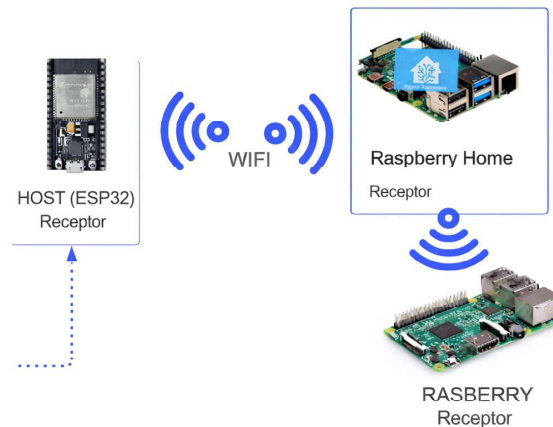 WIFI
HOST (ESP32)
Receptor
Raspberry Home
Receptor
RASBERRY
Receptor